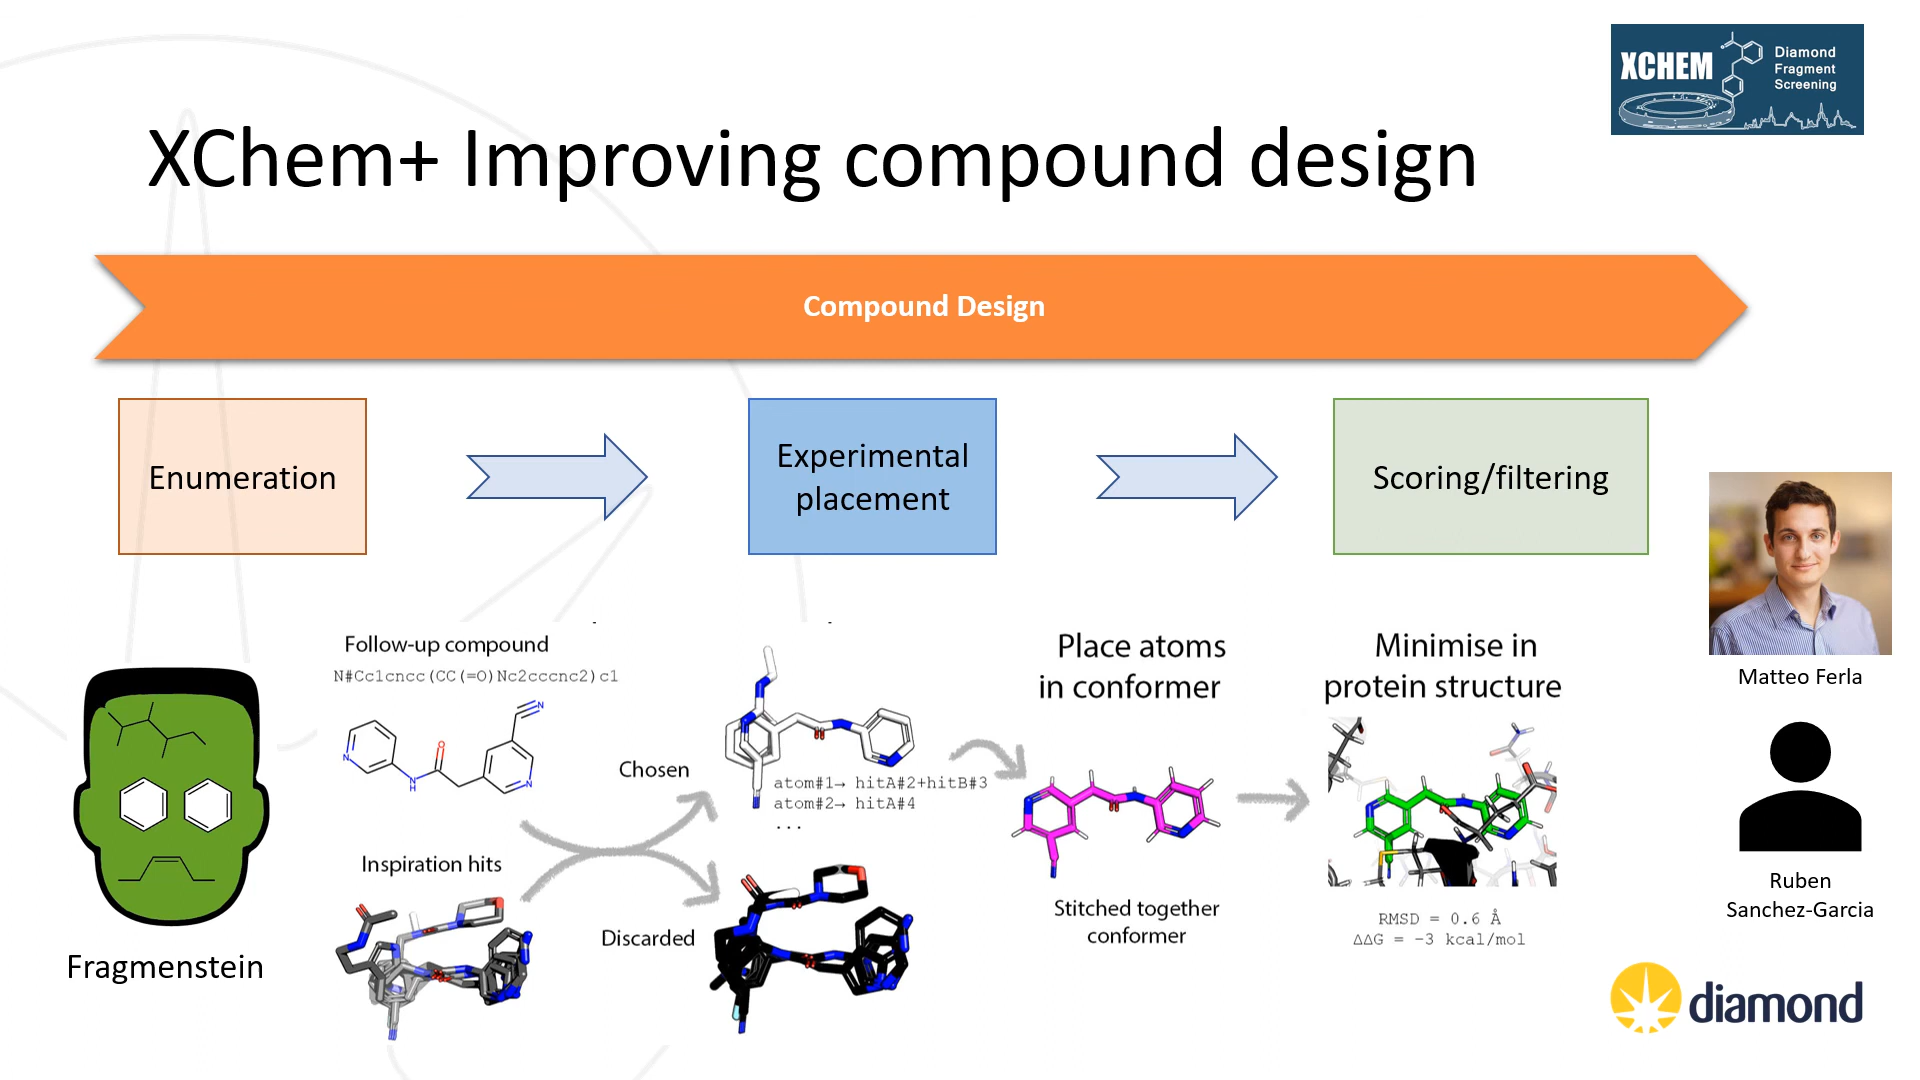 XCHEM
Diamond
Fragment
Screening
XChem+ Improving compound design
Compound Design
Enumeration
Experimental
placement
Scoring/filtering
Follow-up compound
N#Cc1cncc(CC(=O)Nc2cccnc2)c1
N
N
H
O
N
N
Inspiration hits
Chosen
Discarded
atom#1→ hitA#2+hitB#3
atom#2→ hitA#4
...
Place atoms
in conformer
Stitched together
conformer
Minimise in
protein structure
RMSD = 0.6 Å
ΔΔG = -3 kcal/mol
Fragmenstein
Matteo Ferla
Ruben
Sanchez-Garcia
diamond